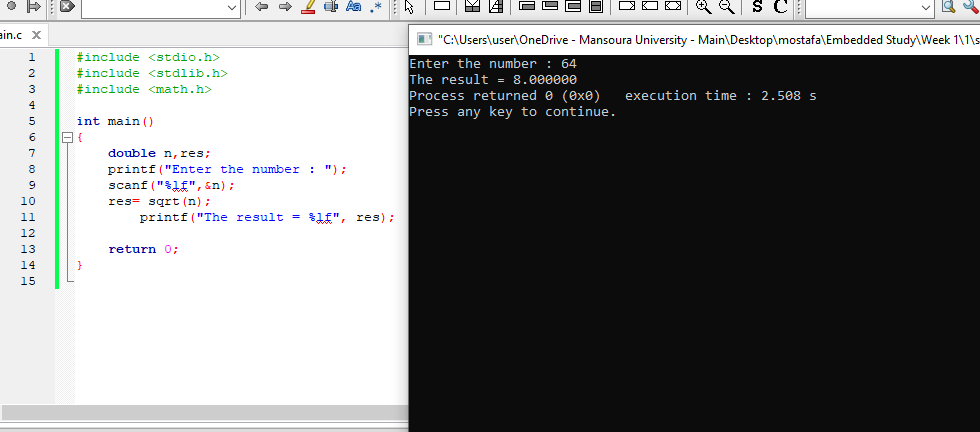 S C
ain.c X
"C:\Users\user\OneDrive - Mansoura University - Main\Desktop\mostafa\Embedded Study\Week 1\1\s
1 #include <stdio.h>
2 #include <stdlib.h>
3 #include <math.h>
4
5 int main()
6 {
7 double n,res;
8 printf("Enter the number : ");
9 scanf("%lf",&n);
10 res= sqrt(n);
11 printf("The result = %lf", res);
12
13 return 0;
14 }
15
Enter the number : 64
The result = 8.000000
Process returned 0 (0x0)   execution time : 2.508 s
Press any key to continue.